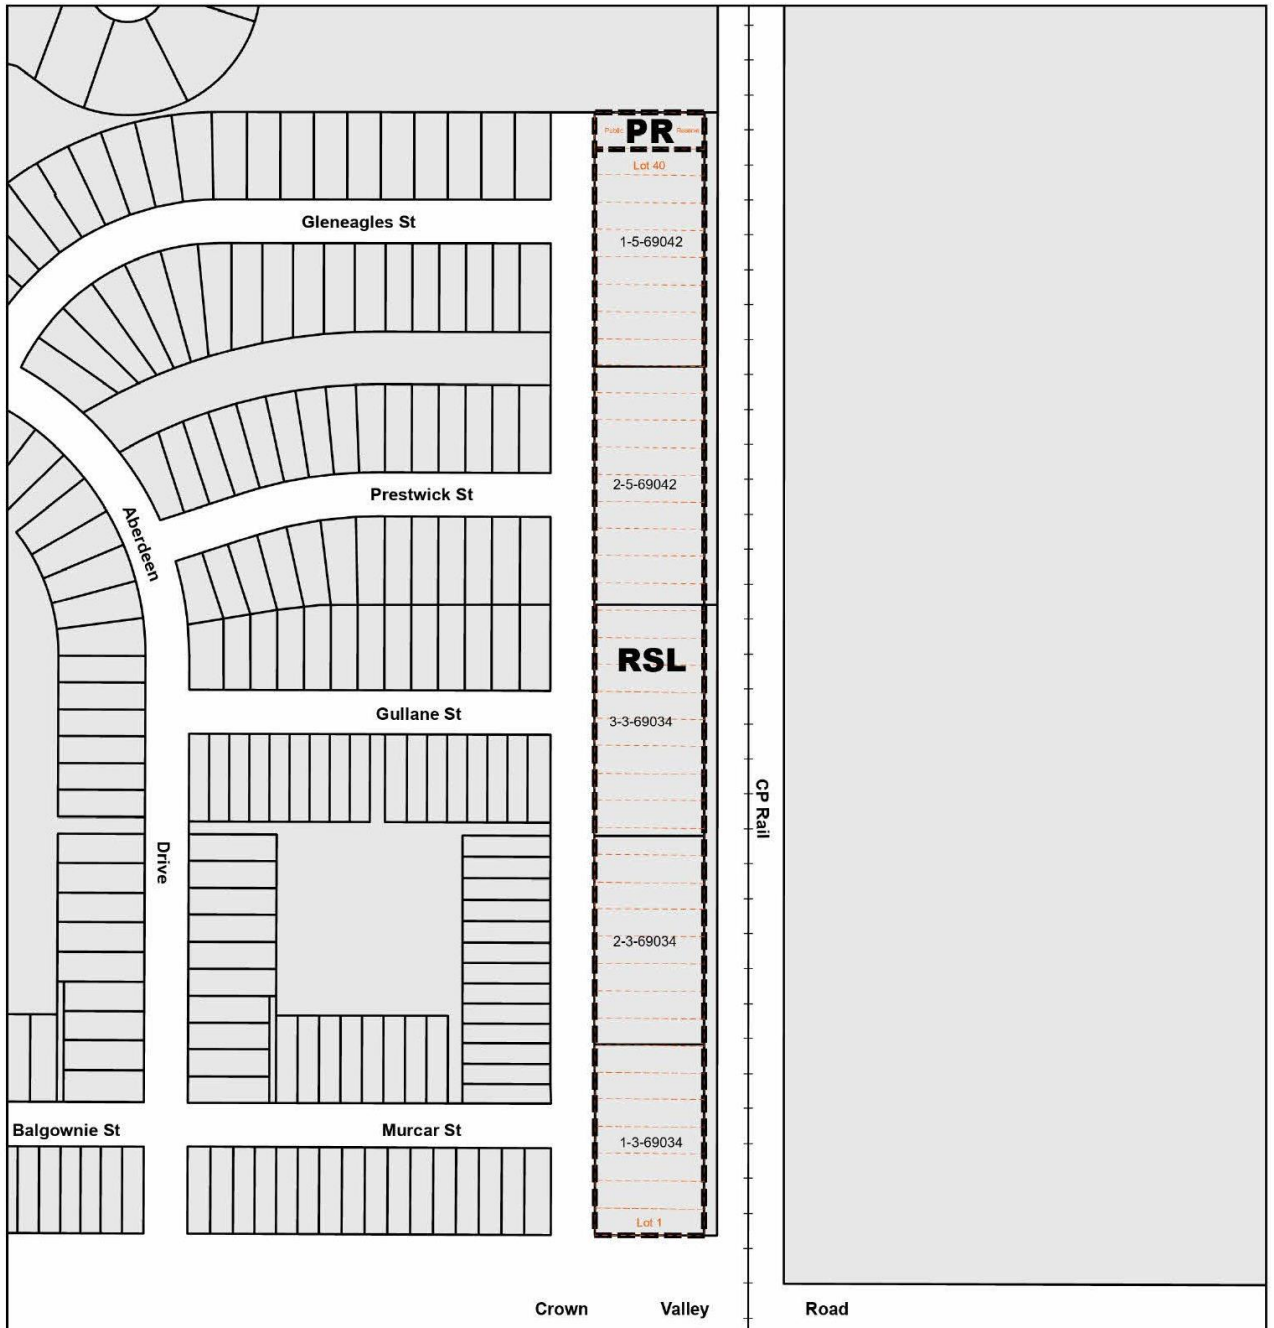 Public PR Reserve
Lot 40
Gleneagles St
1-5-69042
2-5-69042
Prestwick St
Aberdeen
RSL
Gullane St
3-3-69034
CP Rail
Drive
2-3-69034
Balgownie St
Murcar St
1-3-69034
Lot 1
Crown Valley Road